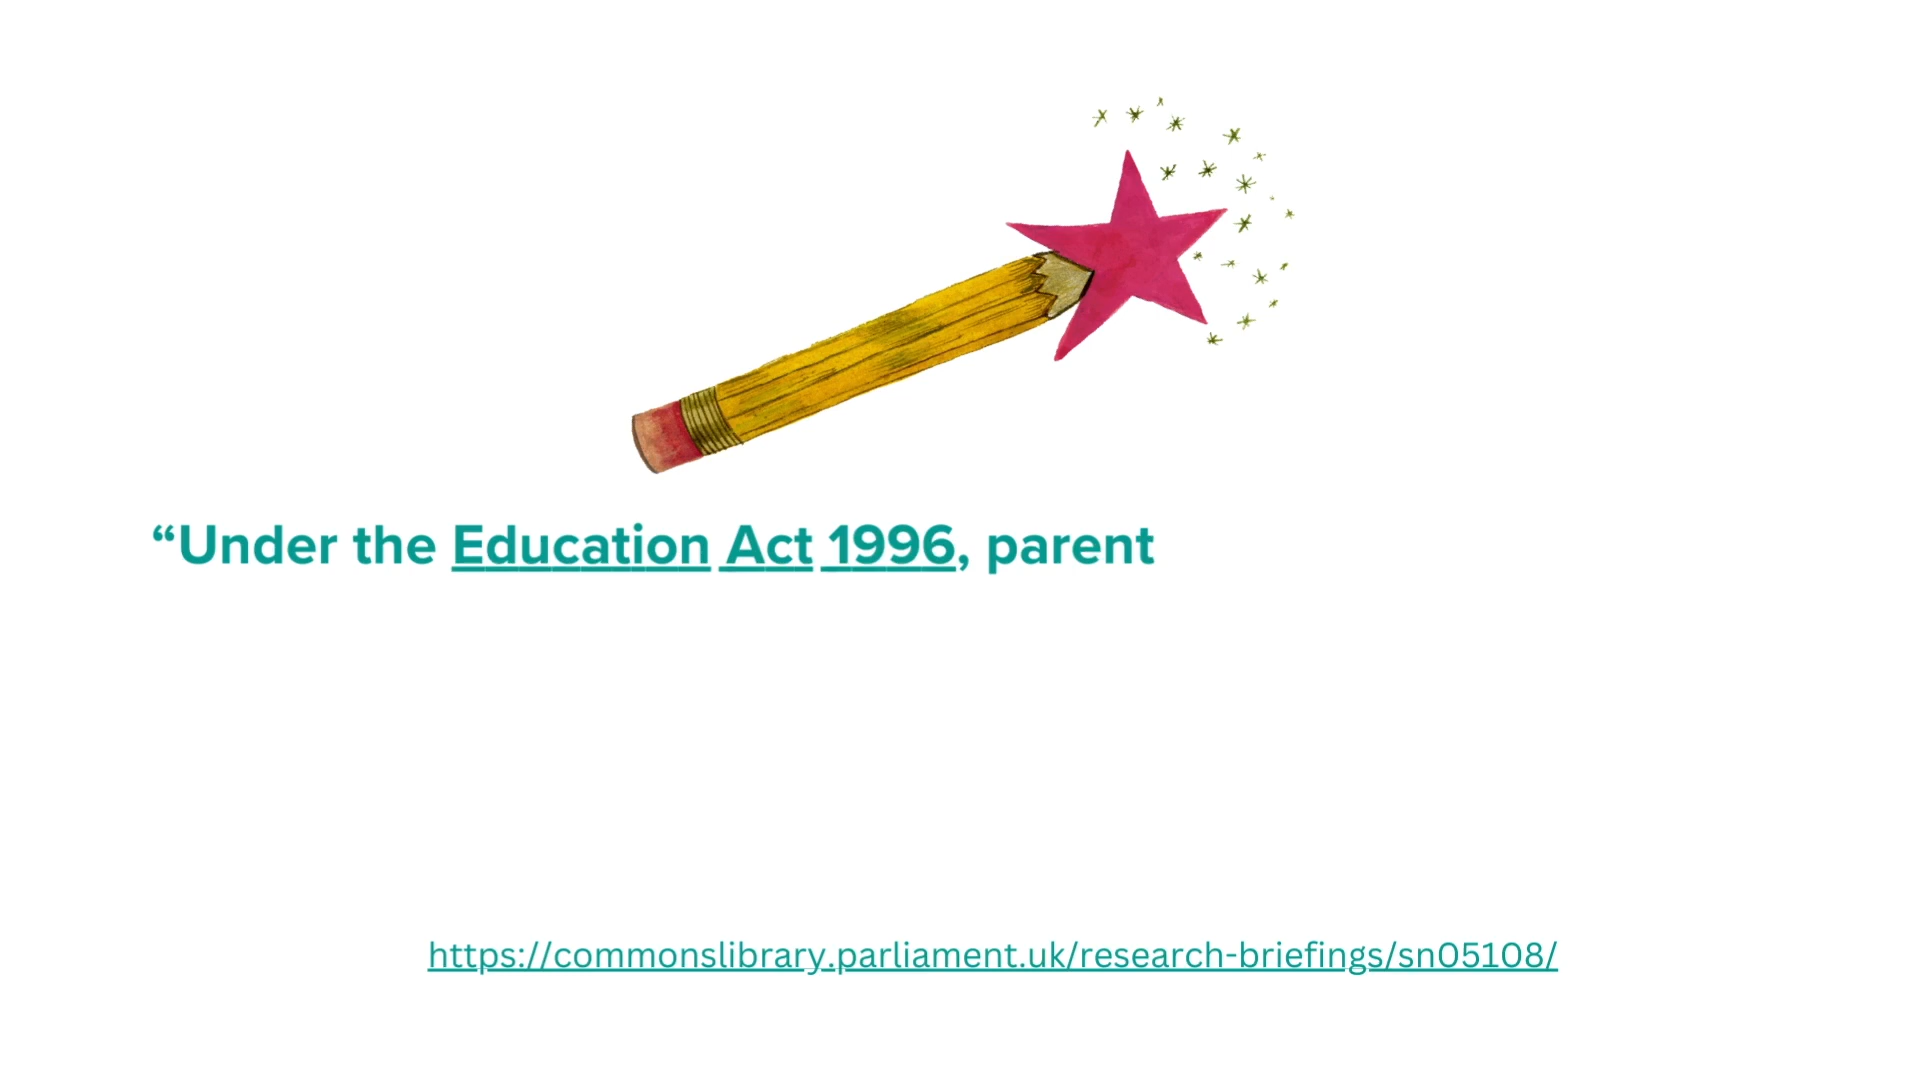 “Under the Education Act 1996, parent
https://commonslibrary.parliament.uk/research-briefings/sn05108/